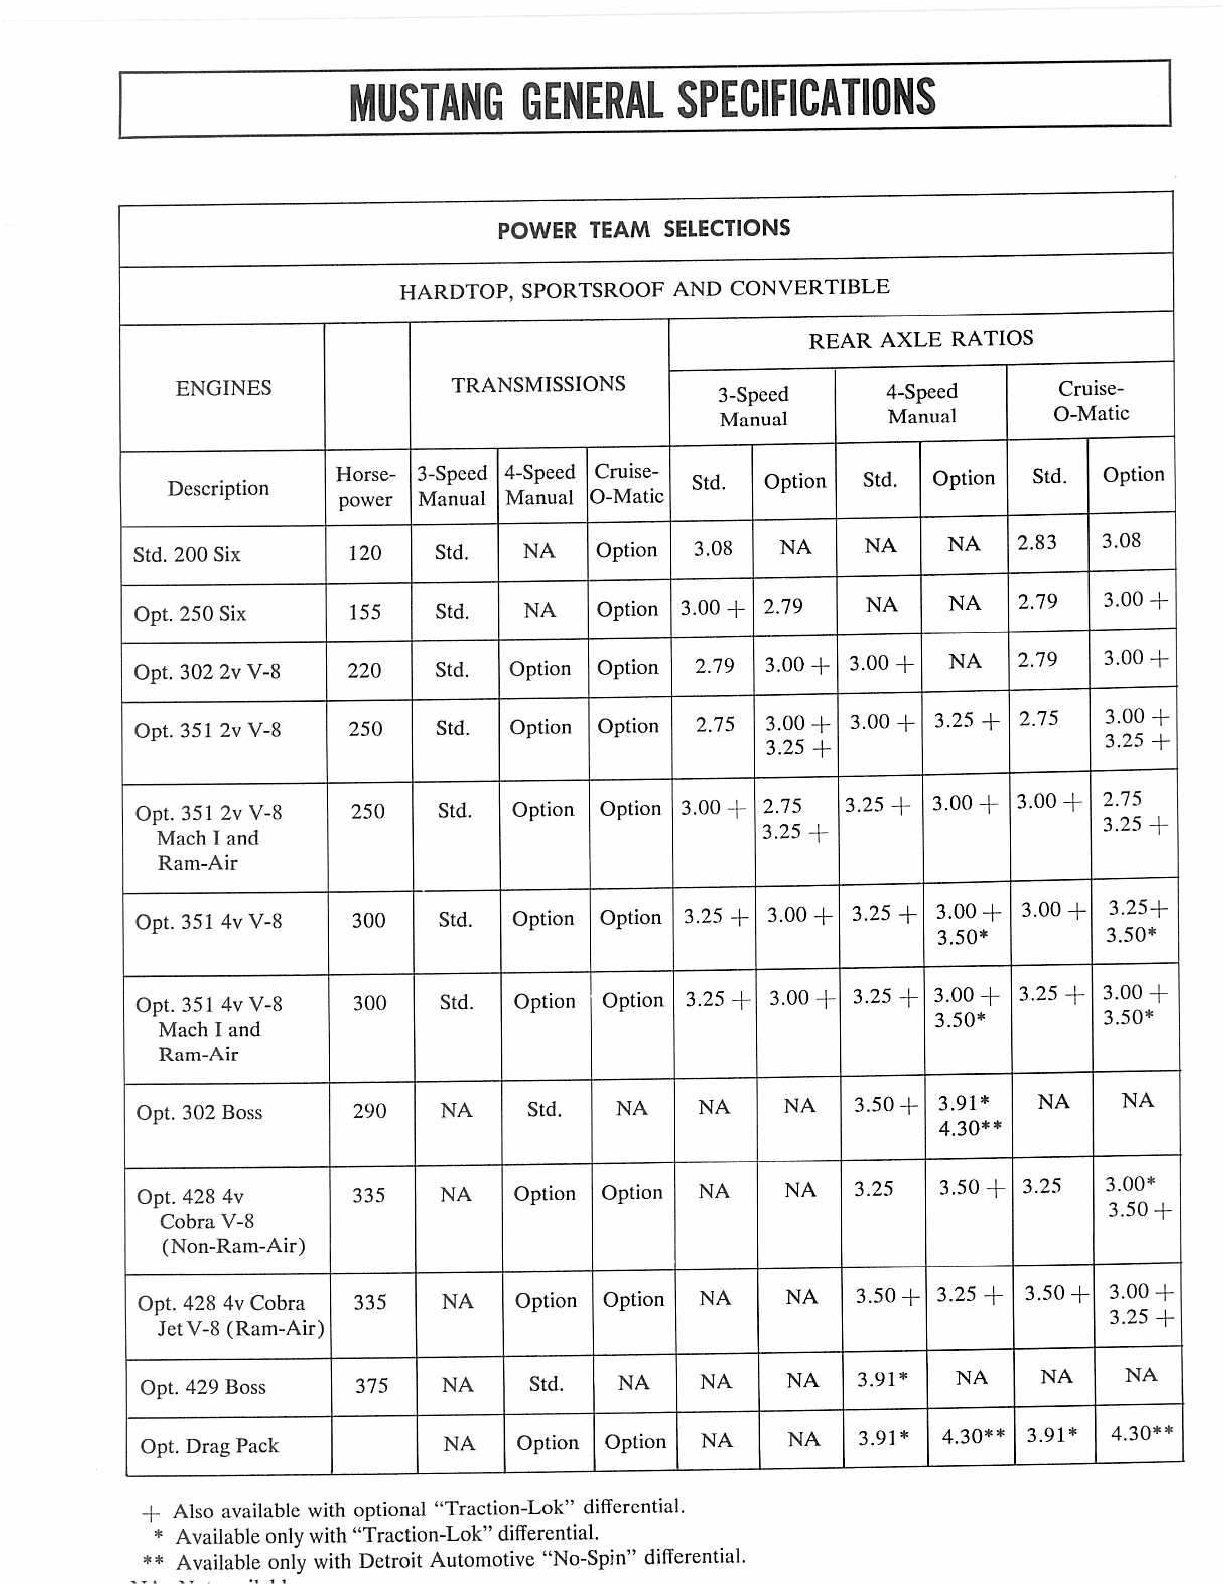 MUSTANG GENERAL SPECIFICATIONS
POWER TEAM SELECTIONS
HARDTOP, SPORTSROOF AND CONVERTIBLE
ENGINES TRANSMISSIONS REAR AXLE RATIOS
3-Speed Manual 4-Speed Manual Cruise-O-Matic
Description Horse-power 3-Speed Manual 4-Speed Manual Cruise-O-Matic Std. Option Std. Option Std. Option
Std. 200 Six 120 Std. NA Option 3.08 NA NA NA 2.83 3.08
Opt. 250 Six 155 Std. NA Option 3.00 + 2.79 NA NA 2.79 3.00 +
Opt. 302 2v V-8 220 Std. Option Option 2.79 3.00 + 3.00 + NA 2.79 3.00 +
Opt. 351 2v V-8 250 Std. Option Option 2.75 3.00 + 3.00 + 3.25 + 2.75 3.00 +
3.25 + 3.25 +
Opt. 351 2v V-8 250 Std. Option Option 3.00 + 2.75 3.25 + 3.00 + 3.00 + 2.75
Mach I and 3.25 + 3.25 +
Ram-Air
Opt. 351 4v V-8 300 Std. Option Option 3.25 + 3.00 + 3.25 + 3.00 + 3.00 + 3.25+
3.50* 3.50*
Opt. 351 4v V-8 300 Std. Option Option 3.25 + 3.00 + 3.25 + 3.00 + 3.25 + 3.00 +
Mach I and 3.50* 3.50*
Ram-Air
Opt. 302 Boss 290 NA Std. NA NA NA 3.50 + 3.91* NA NA
4.30**
Opt. 428 4v 335 NA Option Option NA NA 3.25 3.50 + 3.25 3.00*
Cobra V-8 3.50 +
(Non-Ram-Air)
Opt. 428 4v Cobra 335 NA Option Option NA NA 3.50 + 3.25 + 3.50 + 3.00 +
Jet V-8 (Ram-Air) 3.25 +
Opt. 429 Boss 375 NA Std. NA NA NA 3.91* NA NA NA
Opt. Drag Pack NA Option Option NA NA 3.91* 4.30** 3.91* 4.30**
+ Also available with optional "Traction-Lok" differential.
* Available only with "Traction-Lok" differential.
** Available only with Detroit Automotive "No-Spin" differential.